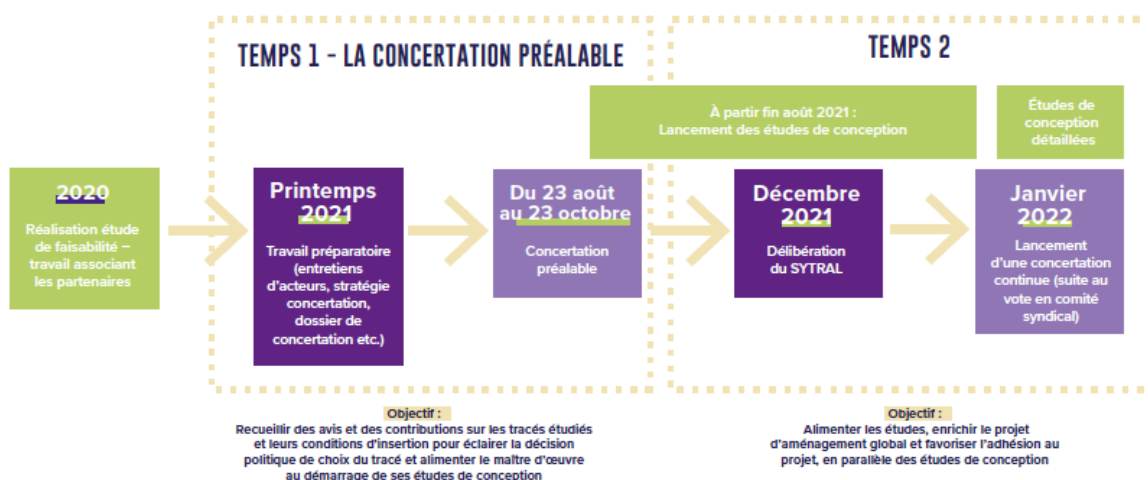 TEMPS 1 - LA CONCERTATION PRÉALABLE
TEMPS 2
À partir fin août 2021 :
Lancement des études de conception
Études de
conception
détaillées
2020
Réalisation étude
de faisabilité –
travail associant
les partenaires
Printemps
2021
Travail préparatoire
(entretiens
d'acteurs, stratégie
concertation,
dossier de
concertation etc.)
Du 23 août
au 23 octobre
Concertation
préalable
Décembre
2021
Délibération
du SYTRAL
Janvier
2022
Lancement
d'une concertation
continue (suite au
vote en comité
syndical)
Objectif :
Recueillir des avis et des contributions sur les tracés étudiés
et leurs conditions d'insertion pour éclairer la décision
politique de choix du tracé et alimenter le maître d'œuvre
au démarrage de ses études de conception
Objectif :
Alimenter les études, enrichir le projet
d'aménagement global et favoriser l'adhésion au
projet, en parallèle des études de conception